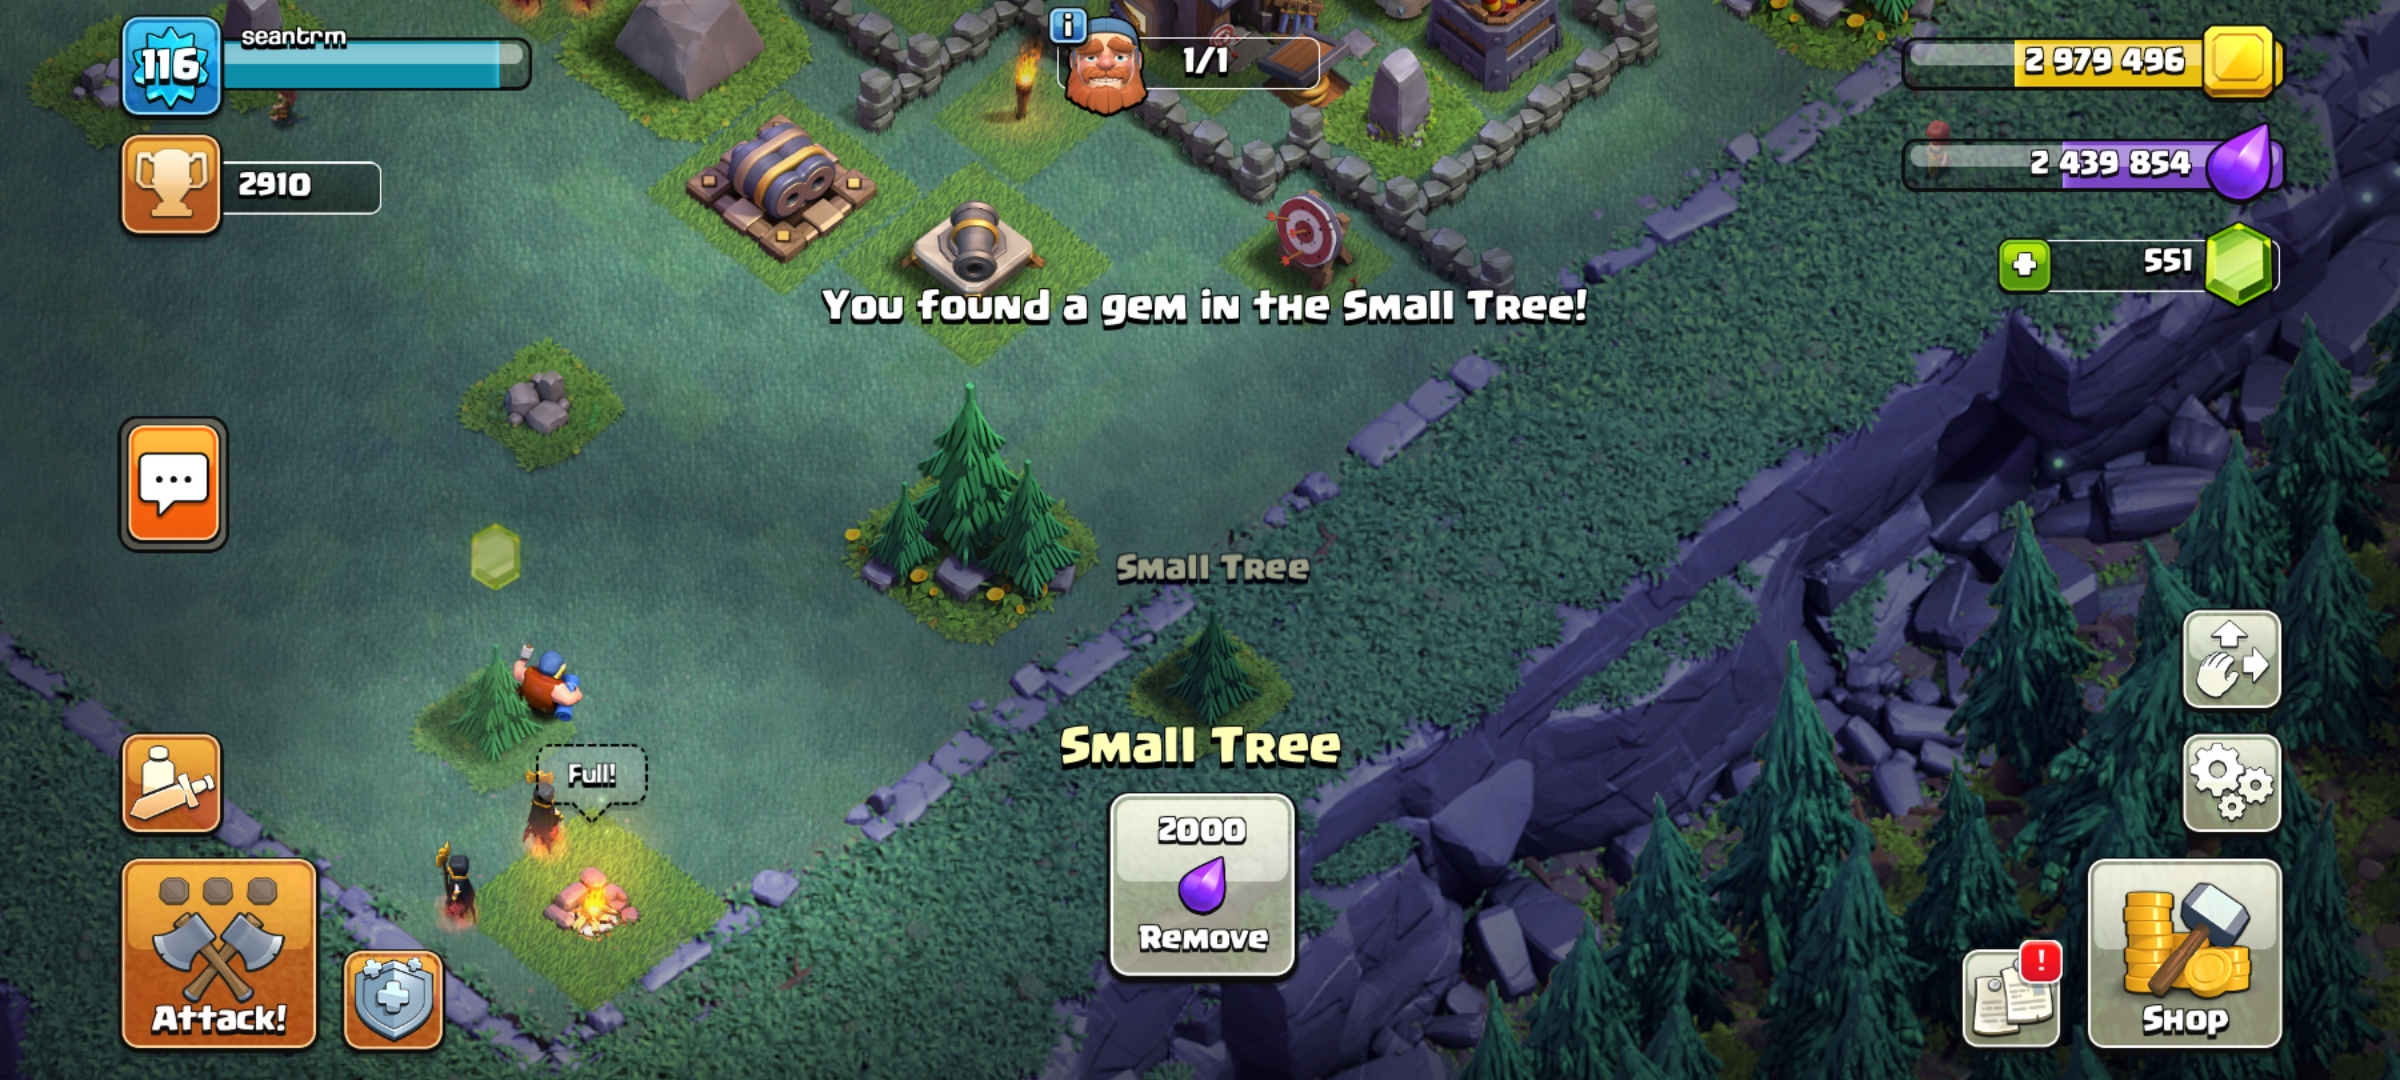 116
seantrm
1/1
2 979 496
2910
2 439 854
551
You found a gem in the Small Tree!
Small Tree
Small Tree
Full!
2000
Remove
Attack!
!
Shop